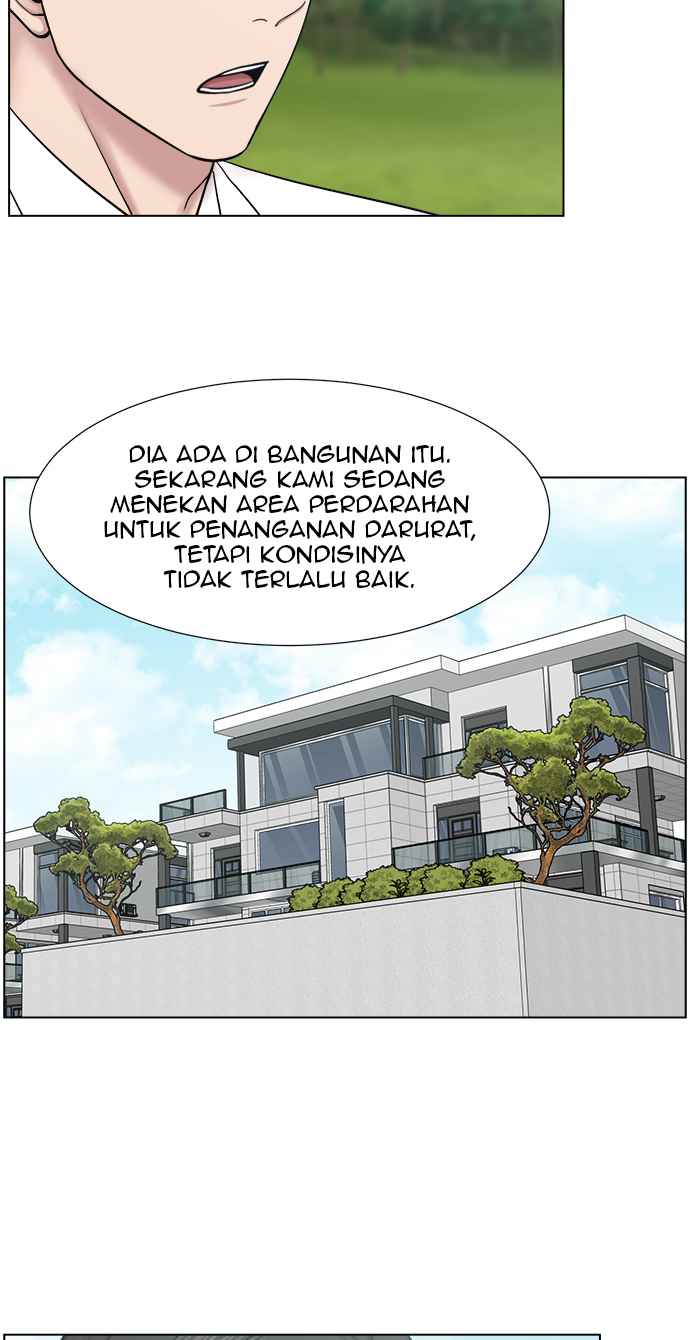 DIA ADA DI BANGUNAN ITU.
SEKARANG KAMI SEDANG
MENEKAN AREA PERDARAHAN
UNTUK PENANGANAN DARURAT,
TETAPI KONDISINYA
TIDAK TERLALU BAIK.